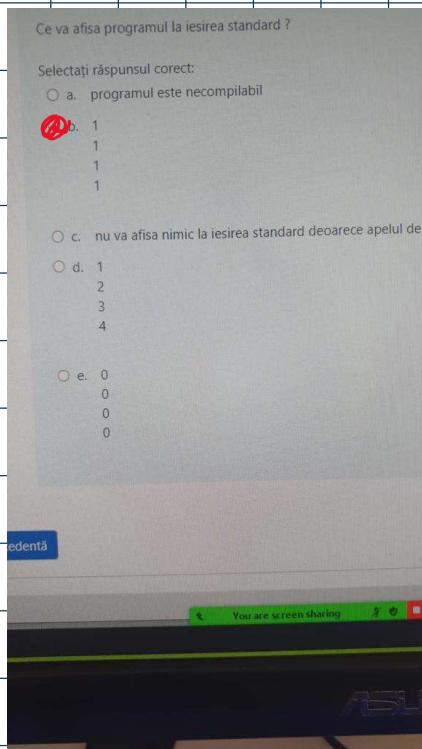 Ce va afisa programul la iesirea standard ?
Selectați răspunsul corect:
a. programul este necompilabil
b. 1
1
1
1
c. nu va afisa nimic la iesirea standard deoarece apelul de
d. 1
2
3
4
e. 0
0
0
0
edentă
You are screen sharing
ASU